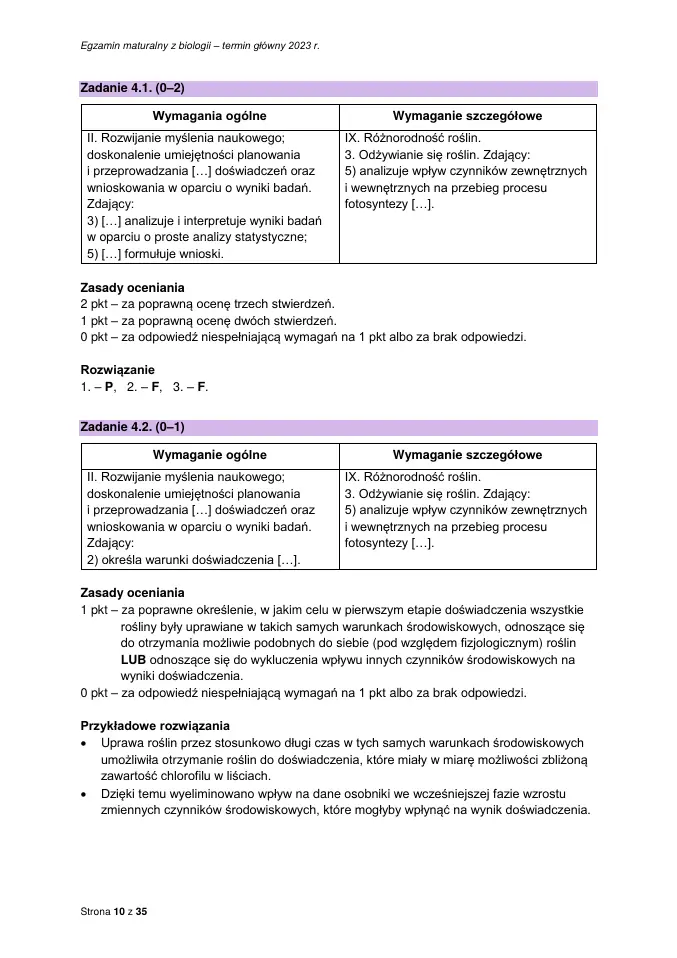 Egzamin maturalny z biologii – termin główny 2023 r.
Zadanie 4.1. (0–2)
Wymagania ogólne
Wymaganie szczegółowe
II. Rozwijanie myślenia naukowego;
doskonalenie umiejętności planowania
i przeprowadzania […] doświadczeń oraz
wnioskowania w oparciu o wyniki badań.
Zdający:
3) […] analizuje i interpretuje wyniki badań
w oparciu o proste analizy statystyczne;
5) […] formułuje wnioski.
IX. Różnorodność roślin.
3. Odżywianie się roślin. Zdający:
5) analizuje wpływ czynników zewnętrznych
i wewnętrznych na przebieg procesu
fotosyntezy […].
Zasady oceniania
2 pkt – za poprawną ocenę trzech stwierdzeń.
1 pkt – za poprawną ocenę dwóch stwierdzeń.
0 pkt – za odpowiedź niespełniającą wymagań na 1 pkt albo za brak odpowiedzi.
Rozwiązanie
1. – P, 2. – F, 3. – F.
Zadanie 4.2. (0–1)
Wymaganie ogólne
Wymaganie szczegółowe
II. Rozwijanie myślenia naukowego;
doskonalenie umiejętności planowania
i przeprowadzania […] doświadczeń oraz
wnioskowania w oparciu o wyniki badań.
Zdający:
2) określa warunki doświadczenia […].
IX. Różnorodność roślin.
3. Odżywianie się roślin. Zdający:
5) analizuje wpływ czynników zewnętrznych
i wewnętrznych na przebieg procesu
fotosyntezy […].
Zasady oceniania
1 pkt – za poprawne określenie, w jakim celu w pierwszym etapie doświadczenia wszystkie
rośliny były uprawiane w takich samych warunkach środowiskowych, odnoszące się
do otrzymania możliwie podobnych do siebie (pod względem fizjologicznym) roślin
LUB odnoszące się do wykluczenia wpływu innych czynników środowiskowych na
wyniki doświadczenia.
0 pkt – za odpowiedź niespełniającą wymagań na 1 pkt albo za brak odpowiedzi.
Przykładowe rozwiązania
• Uprawa roślin przez stosunkowo długi czas w tych samych warunkach środowiskowych
umożliwiła otrzymanie roślin do doświadczenia, które miały w miarę możliwości zbliżoną
zawartość chlorofilu w liściach.
• Dzięki temu wyeliminowano wpływ na dane osobniki we wcześniejszej fazie wzrostu
zmiennych czynników środowiskowych, które mogłyby wpłynąć na wynik doświadczenia.
Strona 10 z 35